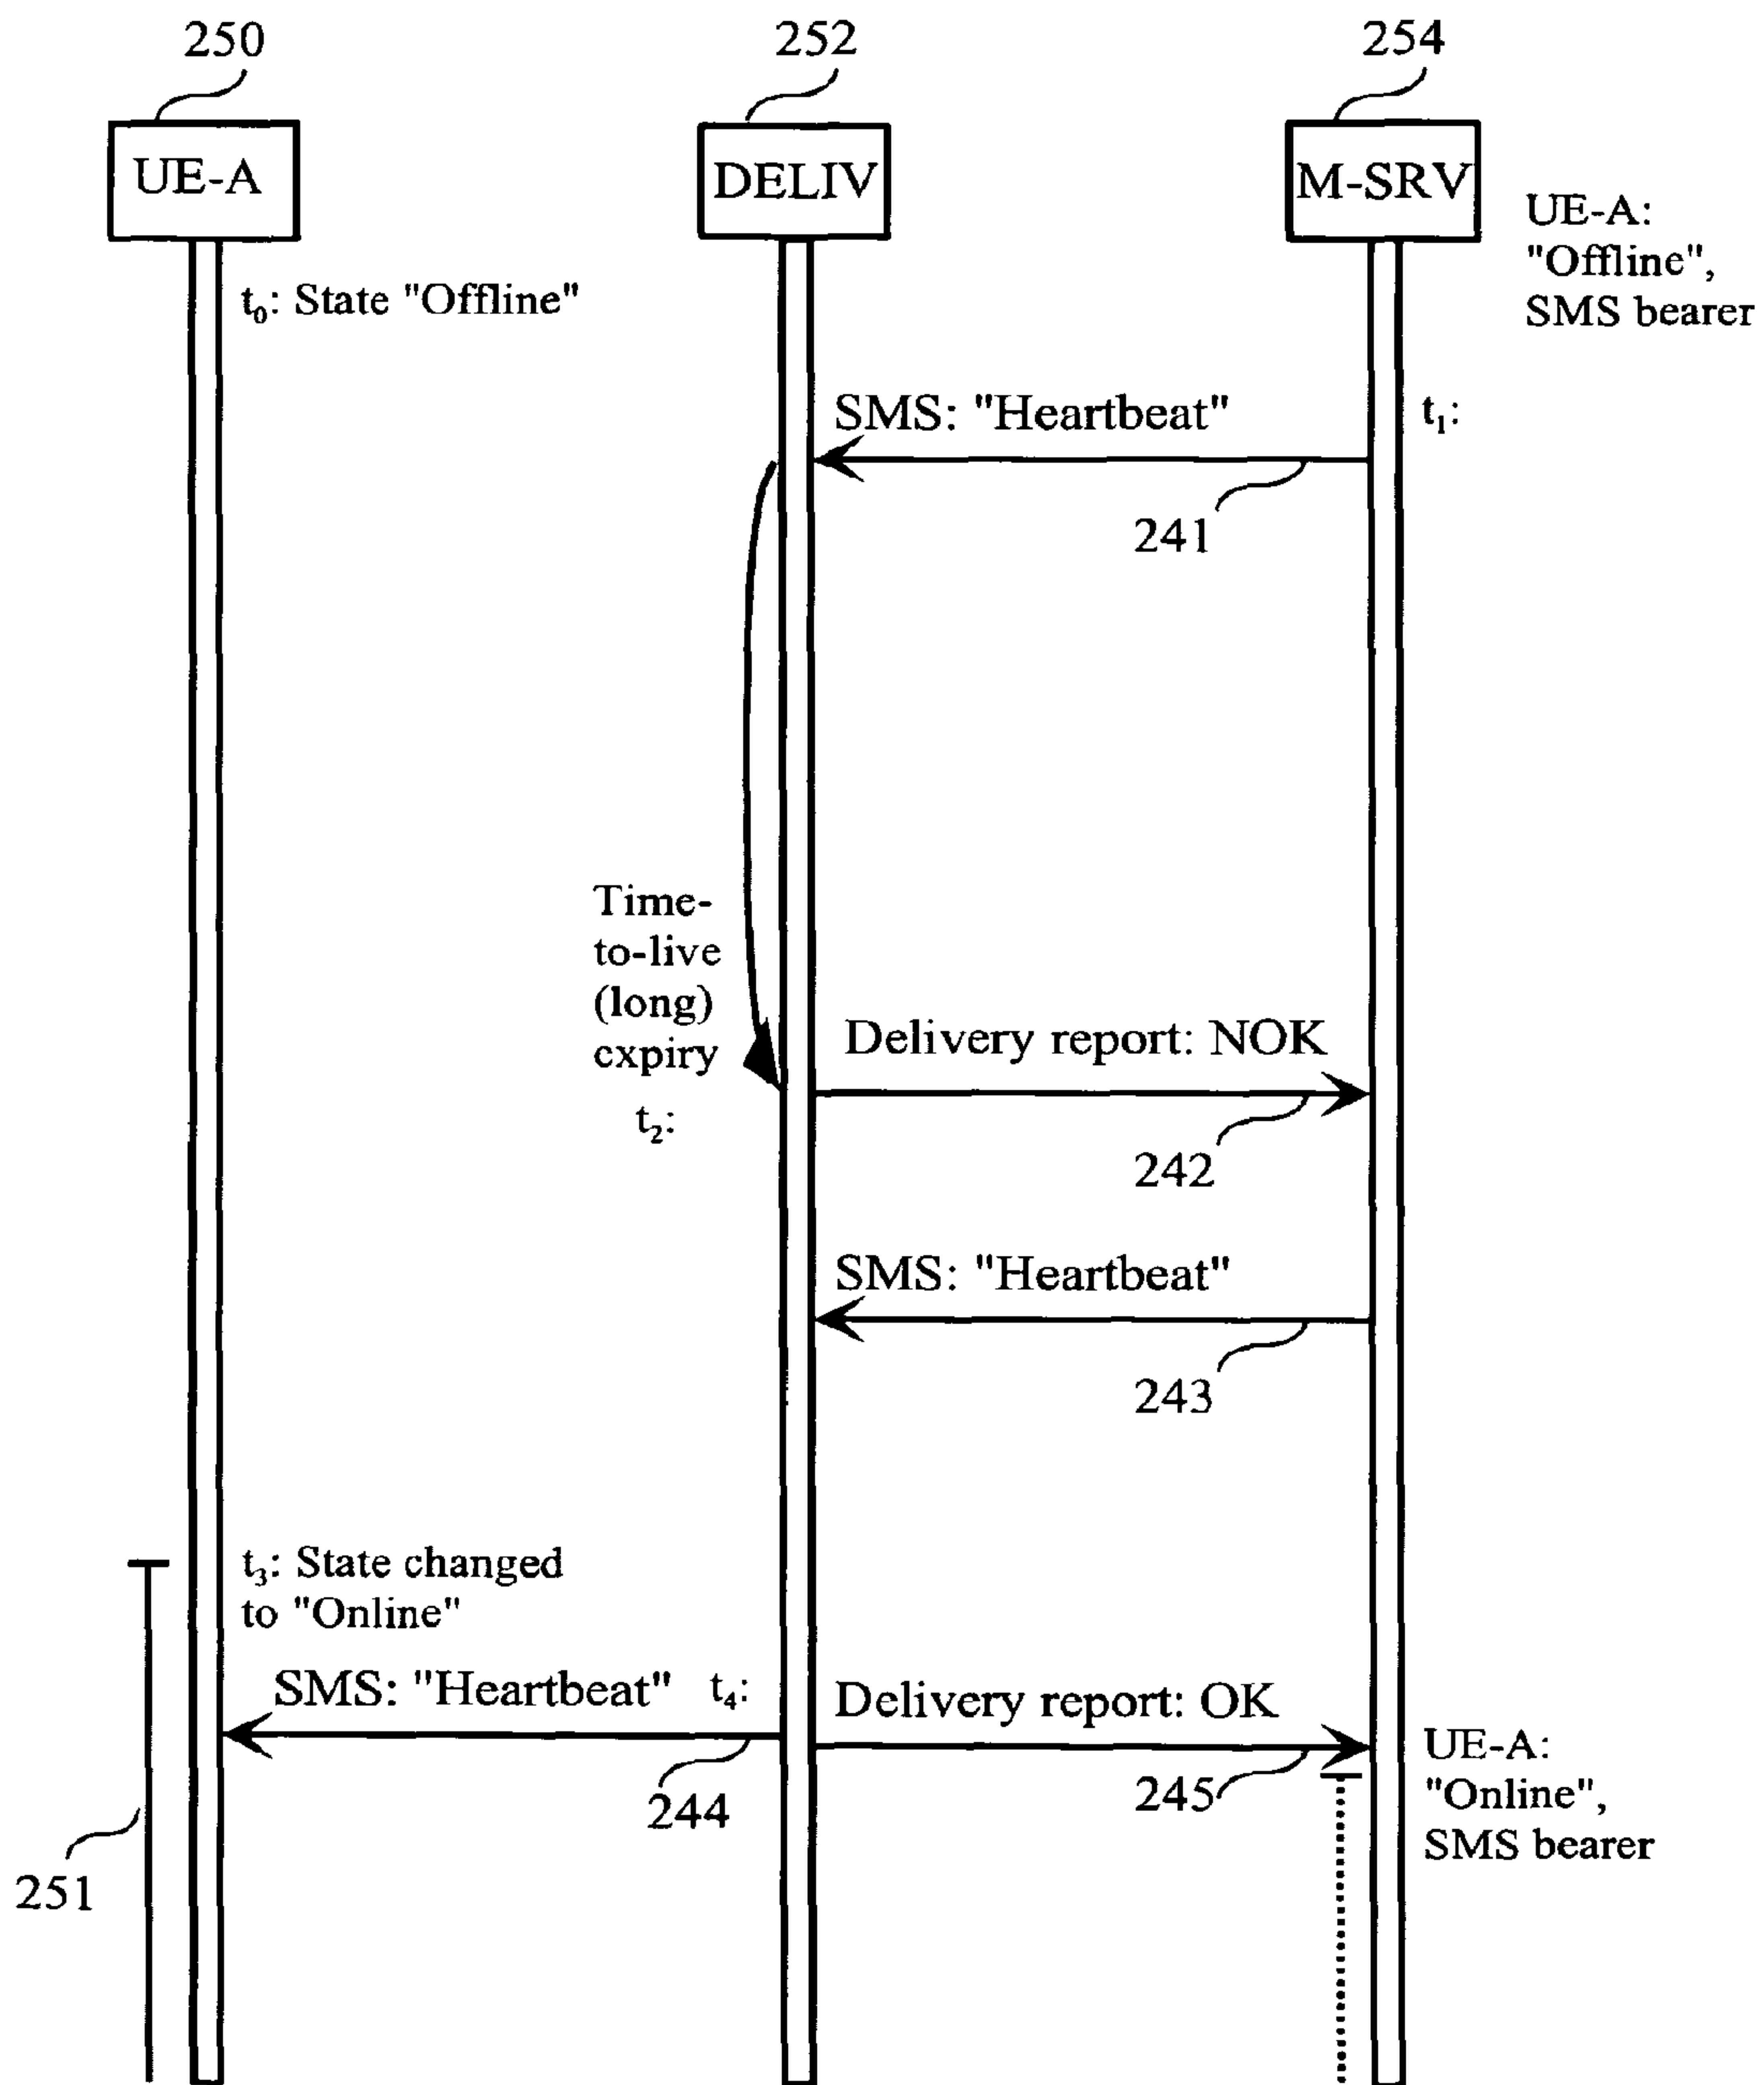 250
252
254
UE-A
DELIV
M-SRV
UE-A:
"Offline",
SMS bearer
t₀: State "Offline"
SMS: "Heartbeat"
t₁:
241
Time-
to-live
(long)
expiry
t₂:
Delivery report: NOK
242
SMS: "Heartbeat"
243
t₃: State changed
to "Online"
SMS: "Heartbeat"
t₄:
Delivery report: OK
244
245
UE-A:
"Online",
SMS bearer
251